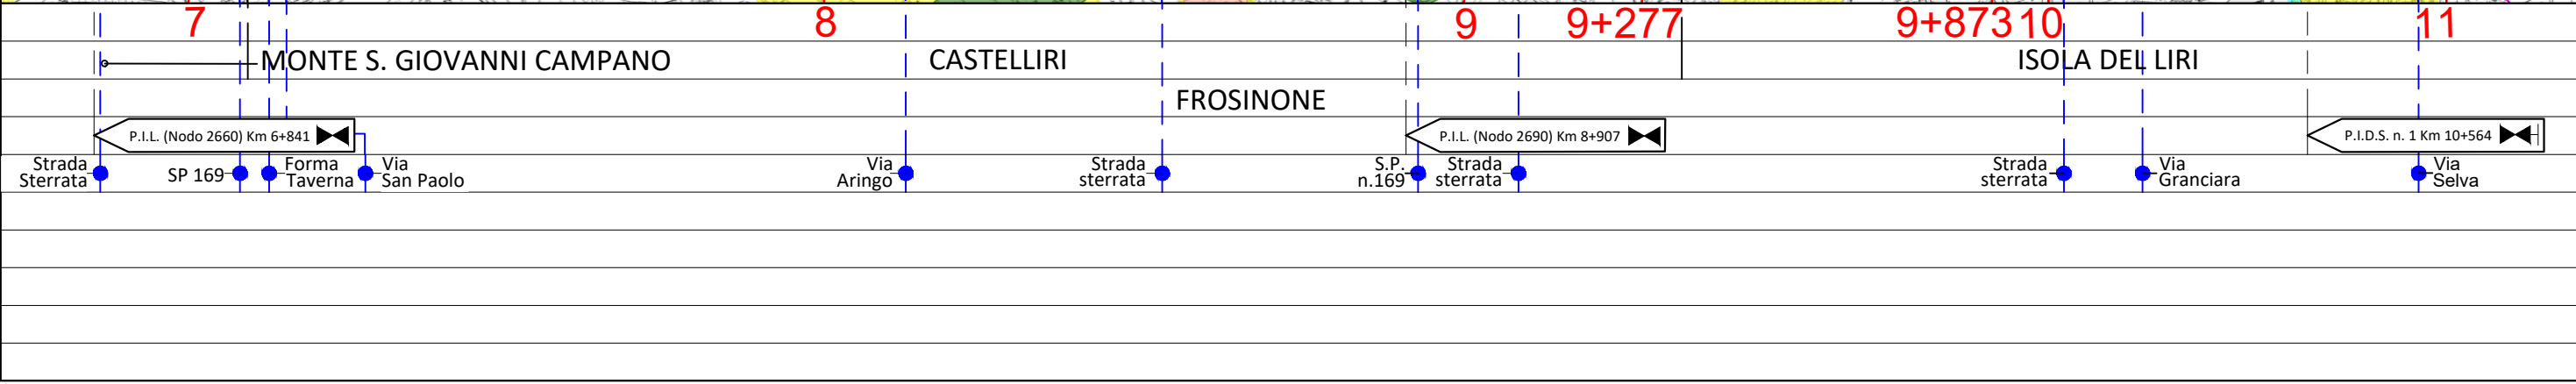 7 8 9 9+277 9+873 10 11
MONTE S. GIOVANNI CAMPANO CASTELLIRI ISOLA DEL LIRI
FROSINONE
P.I.L. (Nodo 2660) Km 6+841 P.I.L. (Nodo 2690) Km 8+907 P.I.D.S. n. 1 Km 10+564
Strada
Sterrata
SP 169
Forma
Taverna
Via
San Paolo
Via
Aringo
Strada
sterrata
S.P.
n.169
Strada
sterrata
Strada
sterrata
Via
Granciara
Via
Selva